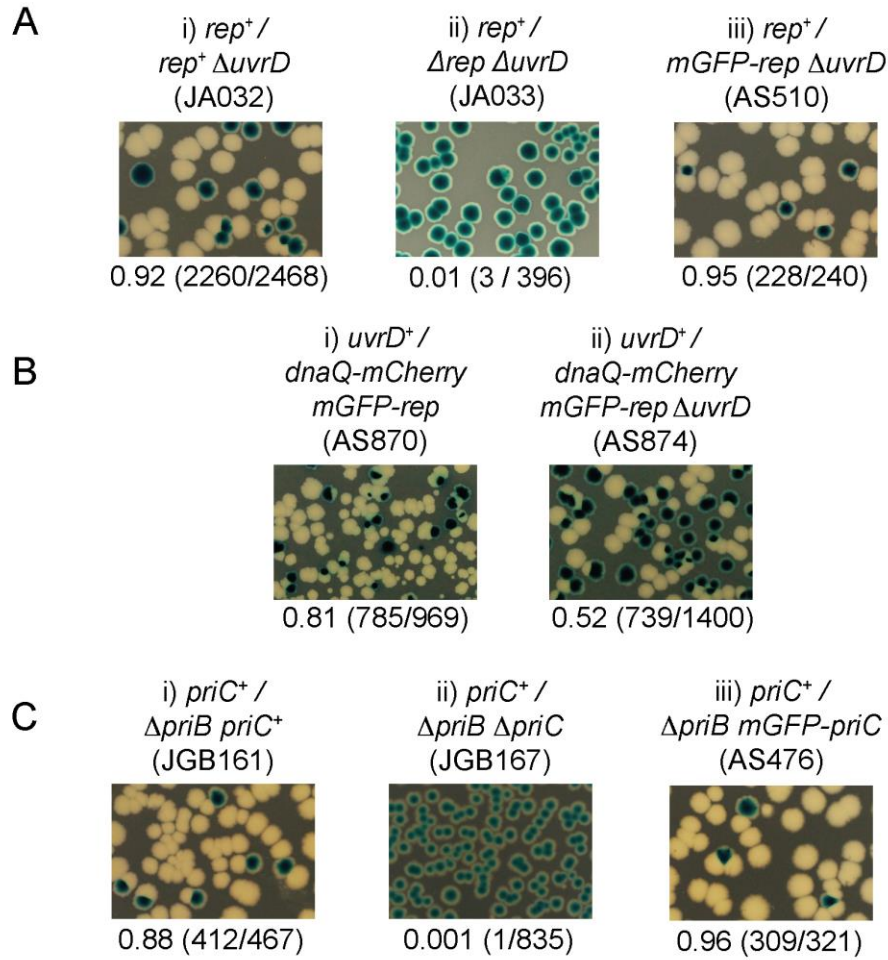 A
i) rep⁺ /
rep⁺ ΔuvrD
(JA032)
ii) rep⁺ /
Δrep ΔuvrD
(JA033)
iii) rep⁺ /
mGFP-rep ΔuvrD
(AS510)
0.92 (2260/2468)
0.01 (3 / 396)
0.95 (228/240)
B
i) uvrD⁺ /
dnaQ-mCherry
mGFP-rep
(AS870)
ii) uvrD⁺ /
dnaQ-mCherry
mGFP-rep ΔuvrD
(AS874)
0.81 (785/969)
0.52 (739/1400)
C
i) priC⁺ /
ΔpriB priC⁺
(JGB161)
ii) priC⁺ /
ΔpriB ΔpriC
(JGB167)
iii) priC⁺ /
ΔpriB mGFP-priC
(AS476)
0.88 (412/467)
0.001 (1/835)
0.96 (309/321)